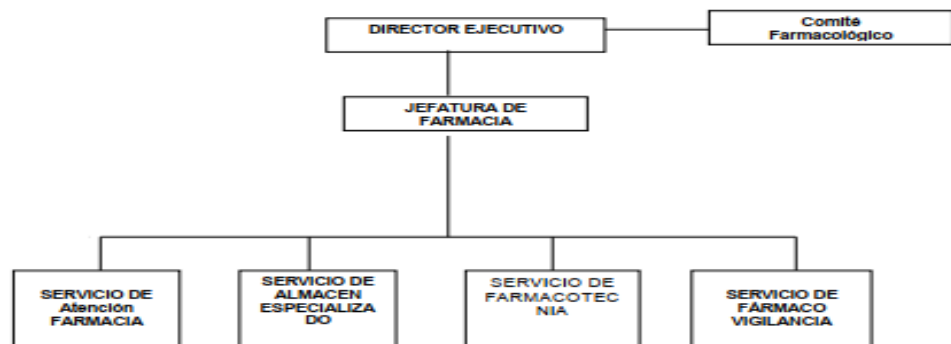 DIRECTOR EJECUTIVO
Comité
Farmacológico
JEFATURA DE
FARMACIA
SERVICIO DE
Atención
FARMACIA
SERVICIO DE
ALMACEN
ESPECIALIZA
DO
SERVICIO DE
FARMACOTEC
NIA
SERVICIO DE
FÁRMACO
VIGILANCIA